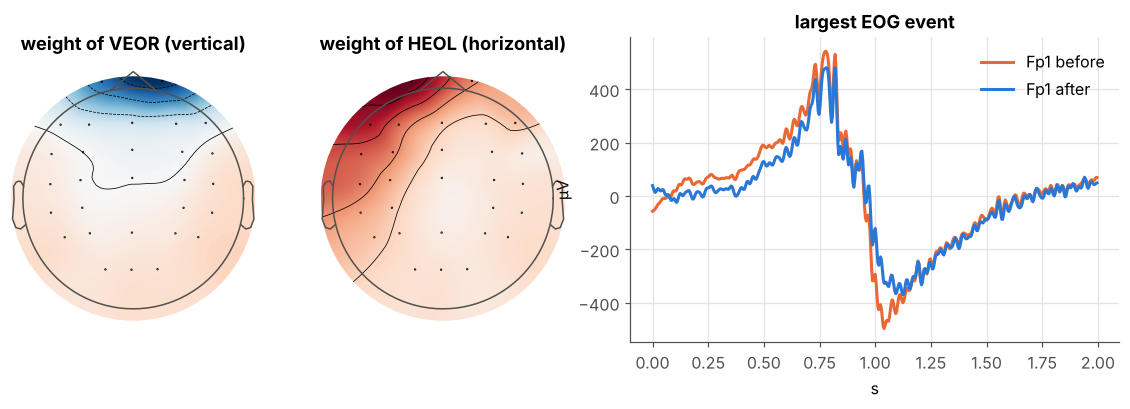 weight of VEOR (vertical)
weight of HEOL (horizontal)
largest EOG event
Fp1 before
Fp1 after
µV
400
200
0
−200
−400
0.00 0.25 0.50 0.75 1.00 1.25 1.50 1.75 2.00
s